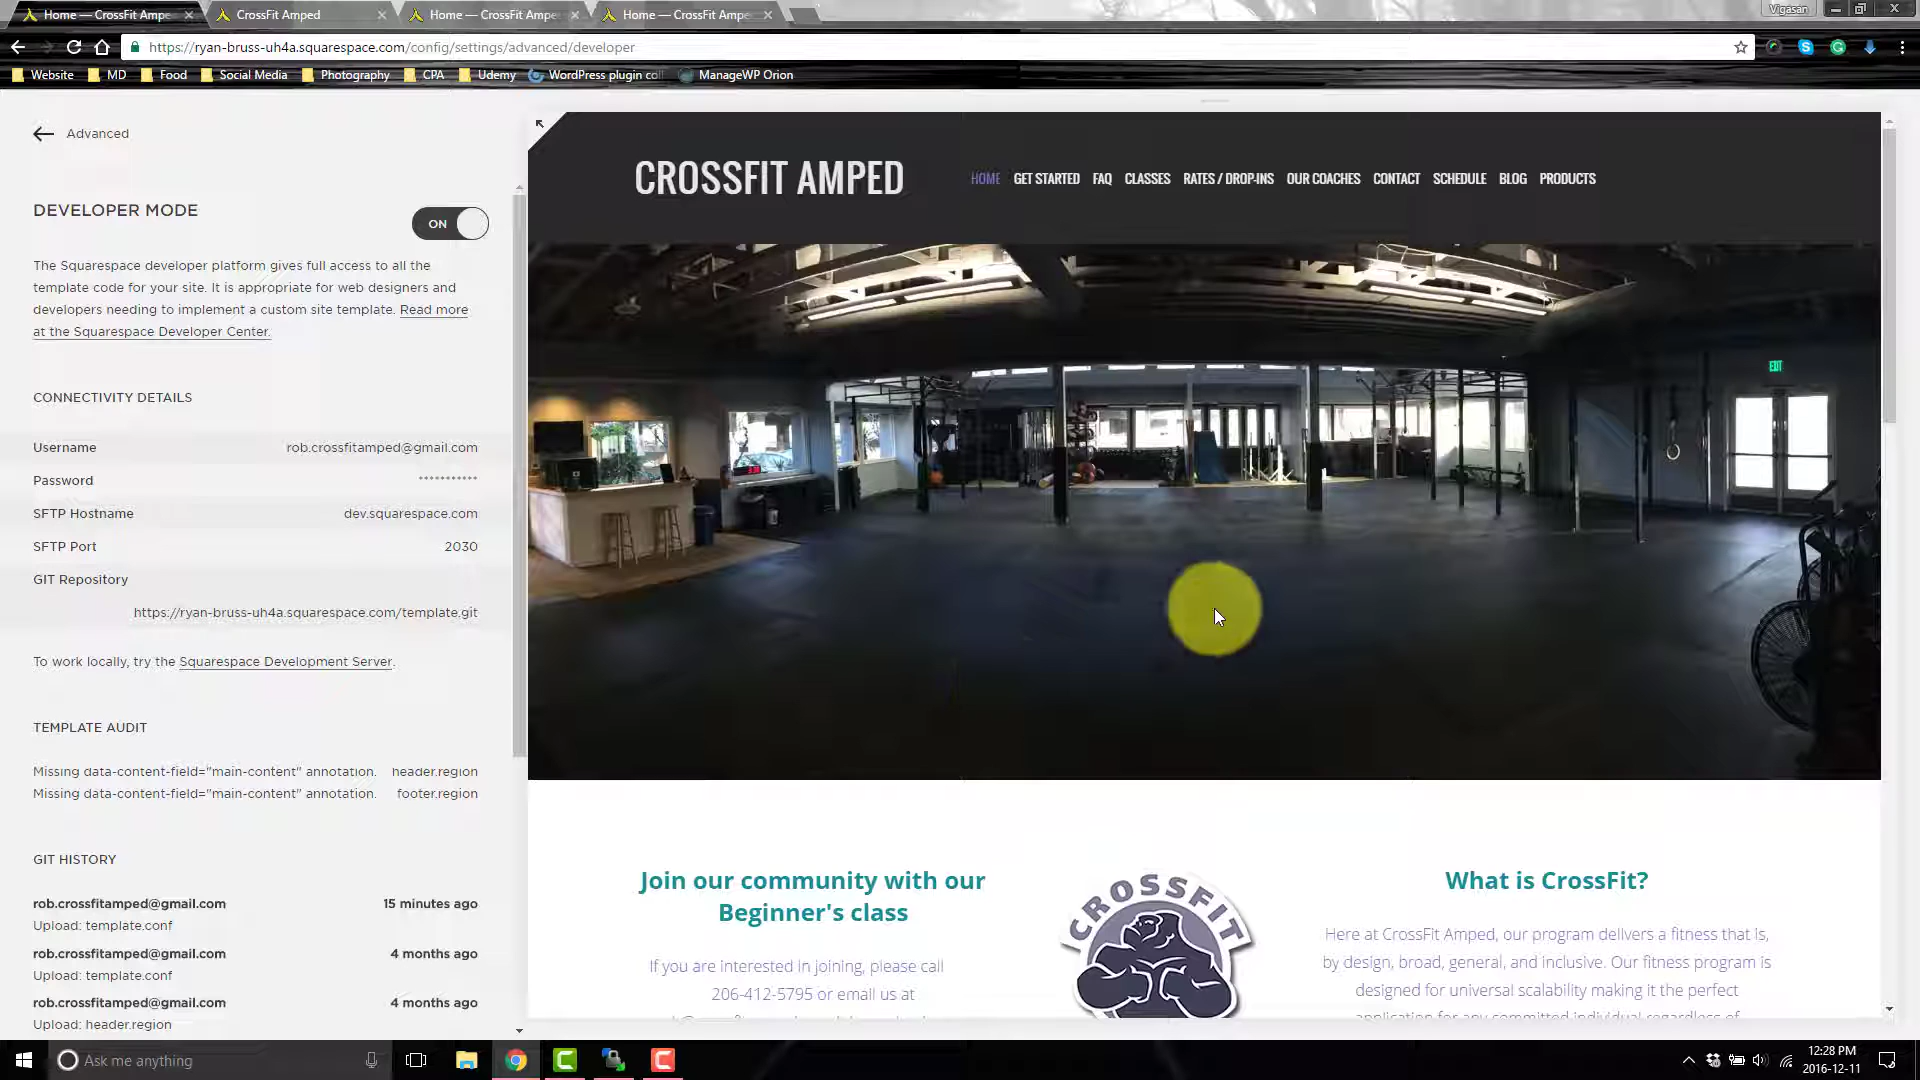 Home — CrossFit Ampe
CrossFit Amped
Home — CrossFit Ampe
Home — CrossFit Ampe
Vigasan
https://ryan-bruss-uh4a.squarespace.com/config/settings/advanced/developer
Website MD Food Social Media Photography CPA Udemy WordPress plugin col ManageWP Orion
Advanced
DEVELOPER MODE
ON
The Squarespace developer platform gives full access to all the
template code for your site. It is appropriate for web designers and
developers needing to implement a custom site template. Read more
at the Squarespace Developer Center.
CONNECTIVITY DETAILS
Username rob.crossfitamped@gmail.com
Password ***********
SFTP Hostname dev.squarespace.com
SFTP Port 2030
GIT Repository
https://ryan-bruss-uh4a.squarespace.com/template.git
To work locally, try the Squarespace Development Server.
TEMPLATE AUDIT
Missing data-content-field="main-content" annotation. header.region
Missing data-content-field="main-content" annotation. footer.region
GIT HISTORY
rob.crossfitamped@gmail.com 15 minutes ago
Upload: template.conf
rob.crossfitamped@gmail.com 4 months ago
Upload: template.conf
rob.crossfitamped@gmail.com 4 months ago
Upload: header.region
CROSSFIT AMPED
HOME GET STARTED FAQ CLASSES RATES / DROP-INS OUR COACHES CONTACT SCHEDULE BLOG PRODUCTS
EXIT
Join our community with our
Beginner's class
If you are interested in joining, please call
206-412-5795 or email us at
CROSSFIT
What is CrossFit?
Here at CrossFit Amped, our program delivers a fitness that is,
by design, broad, general, and inclusive. Our fitness program is
designed for universal scalability making it the perfect
application for any committed individual regardless of
Ask me anything
12:28 PM
2016-12-11